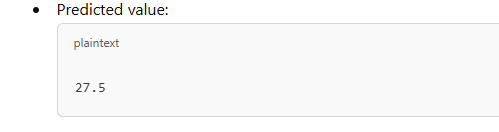 • Predicted value:
plaintext
27.5